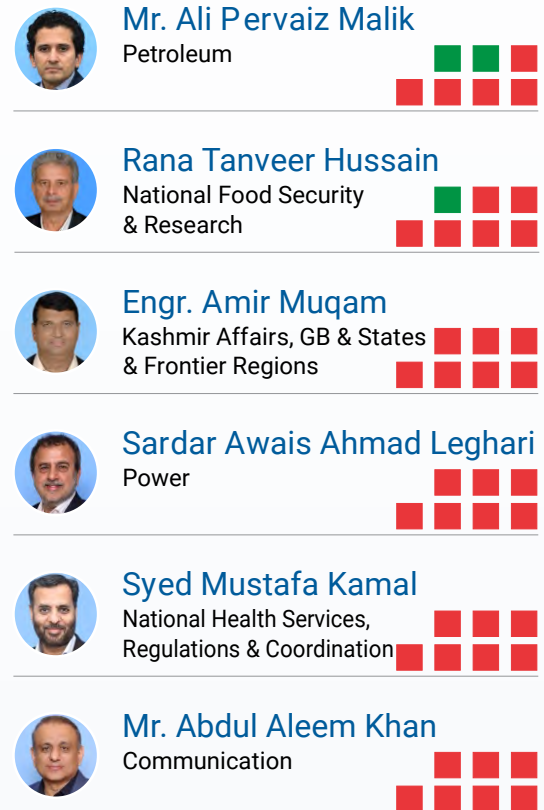 Mr. Ali Pervaiz Malik
Petroleum
Rana Tanveer Hussain
National Food Security
& Research
Engr. Amir Muqam
Kashmir Affairs, GB & States
& Frontier Regions
Sardar Awais Ahmad Leghari
Power
Syed Mustafa Kamal
National Health Services,
Regulations & Coordination
Mr. Abdul Aleem Khan
Communication